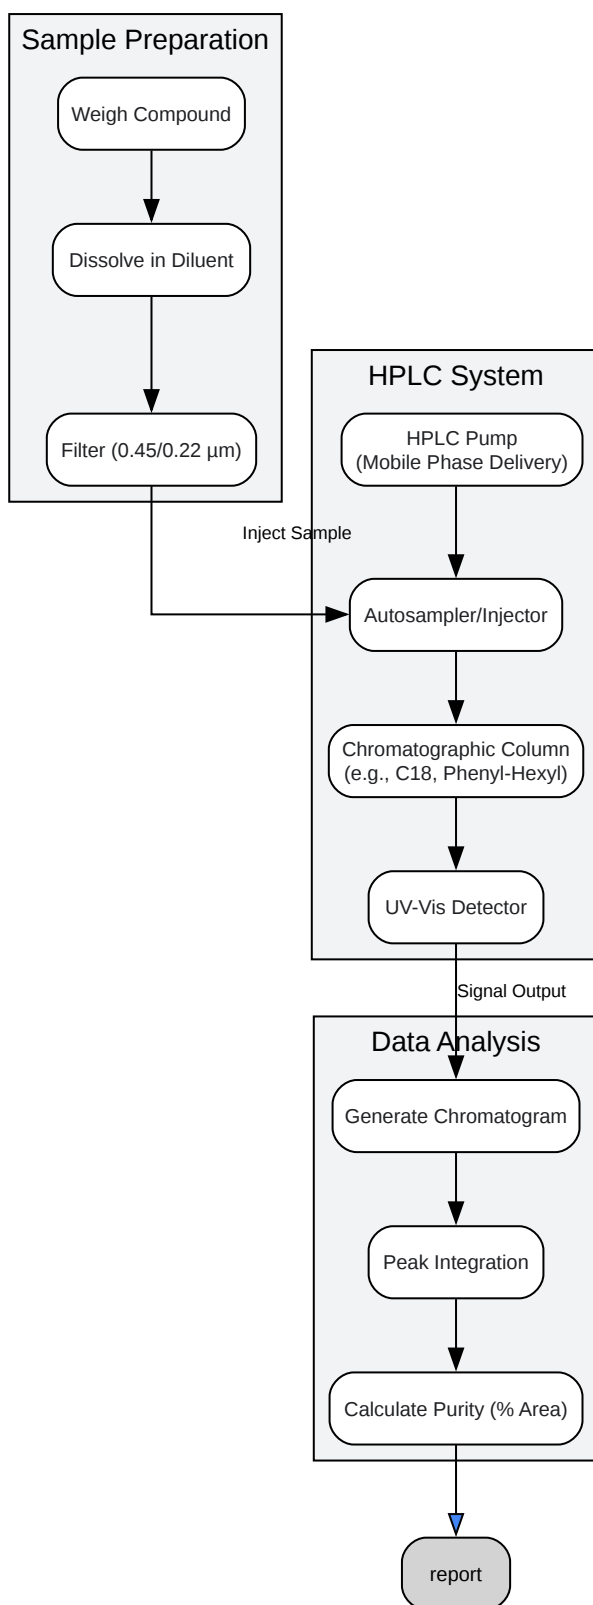 Sample Preparation
Weigh Compound
Dissolve in Diluent
Filter (0.45/0.22 µm)
Inject Sample
HPLC System
HPLC Pump
(Mobile Phase Delivery)
Autosampler/Injector
Chromatographic Column
(e.g., C18, Phenyl-Hexyl)
UV-Vis Detector
Signal Output
Data Analysis
Generate Chromatogram
Peak Integration
Calculate Purity (% Area)
report